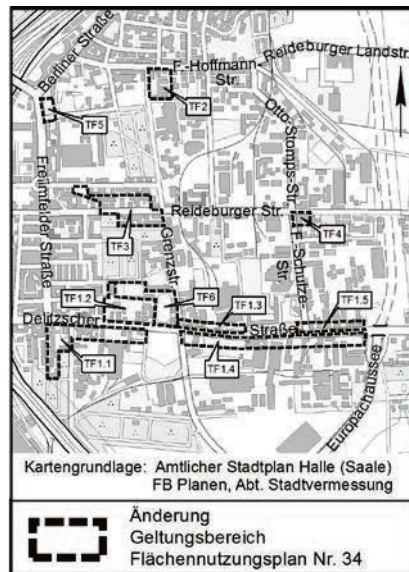 Berliner Straße
F.-Hoffmann
Str.
Reideburger Landstr.
TF2
TF5
Otto-Stomps-Str.
Freiimfelder Straße
Reideburger Str.
TF3
TF4
Grenzstr.
F.-Schulze-
Str.
TF1.2
TF6
TF1.3
TF1.5
Delitzscher
Straße
TF1.1
TF1.4
Europachaussee
Kartengrundlage: Amtlicher Stadtplan Halle (Saale)
FB Planen, Abt. Stadtvermessung
Änderung
Geltungsbereich
Flächennutzungsplan Nr. 34